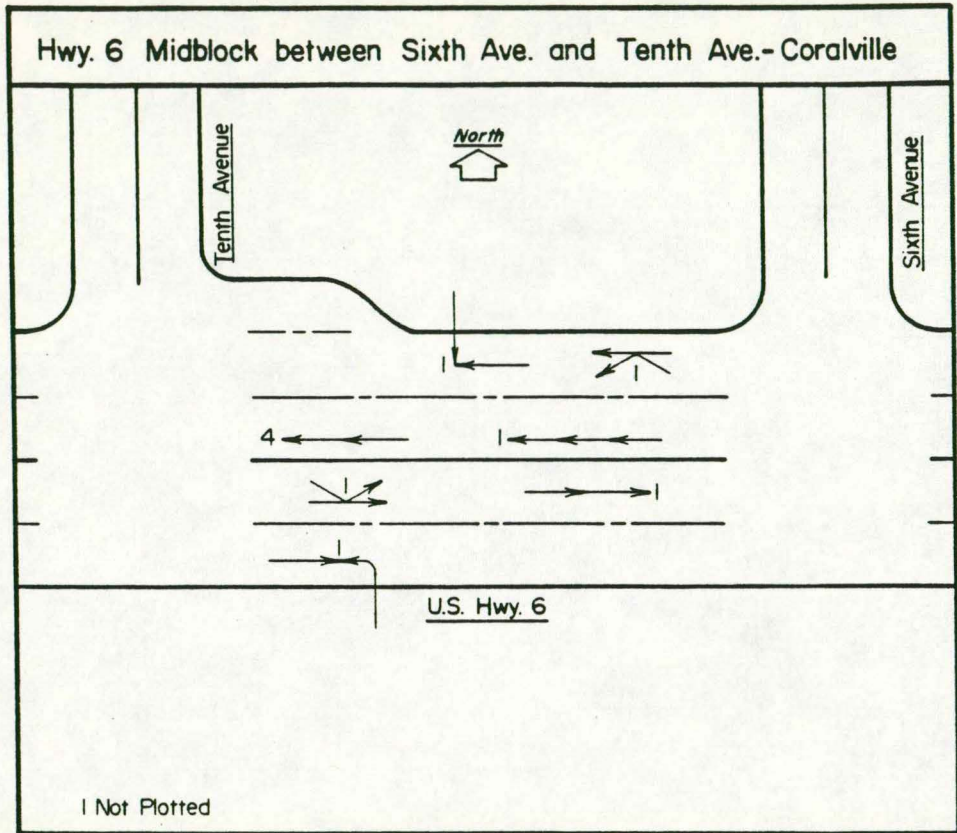 Hwy. 6 Midblock between Sixth Ave. and Tenth Ave.-Coralville
North
Tenth Avenue
Sixth Avenue
1
1
4
1
1
1
1
U.S. Hwy. 6
1 Not Plotted